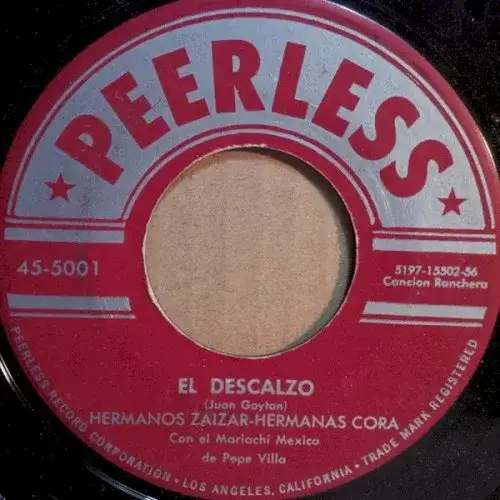 PEERLESS
45-5001
5197-15502-56
Cancion Ranchera
EL DESCALZO
(Juan Gaytan)
HERMANOS ZAIZAR-HERMANAS CORA
Con el Mariachi Mexico
de Pepe Villa
PEERLESS RECORD CORPORATION • LOS ANGELES, CALIFORNIA • TRADE MARK REGISTERED